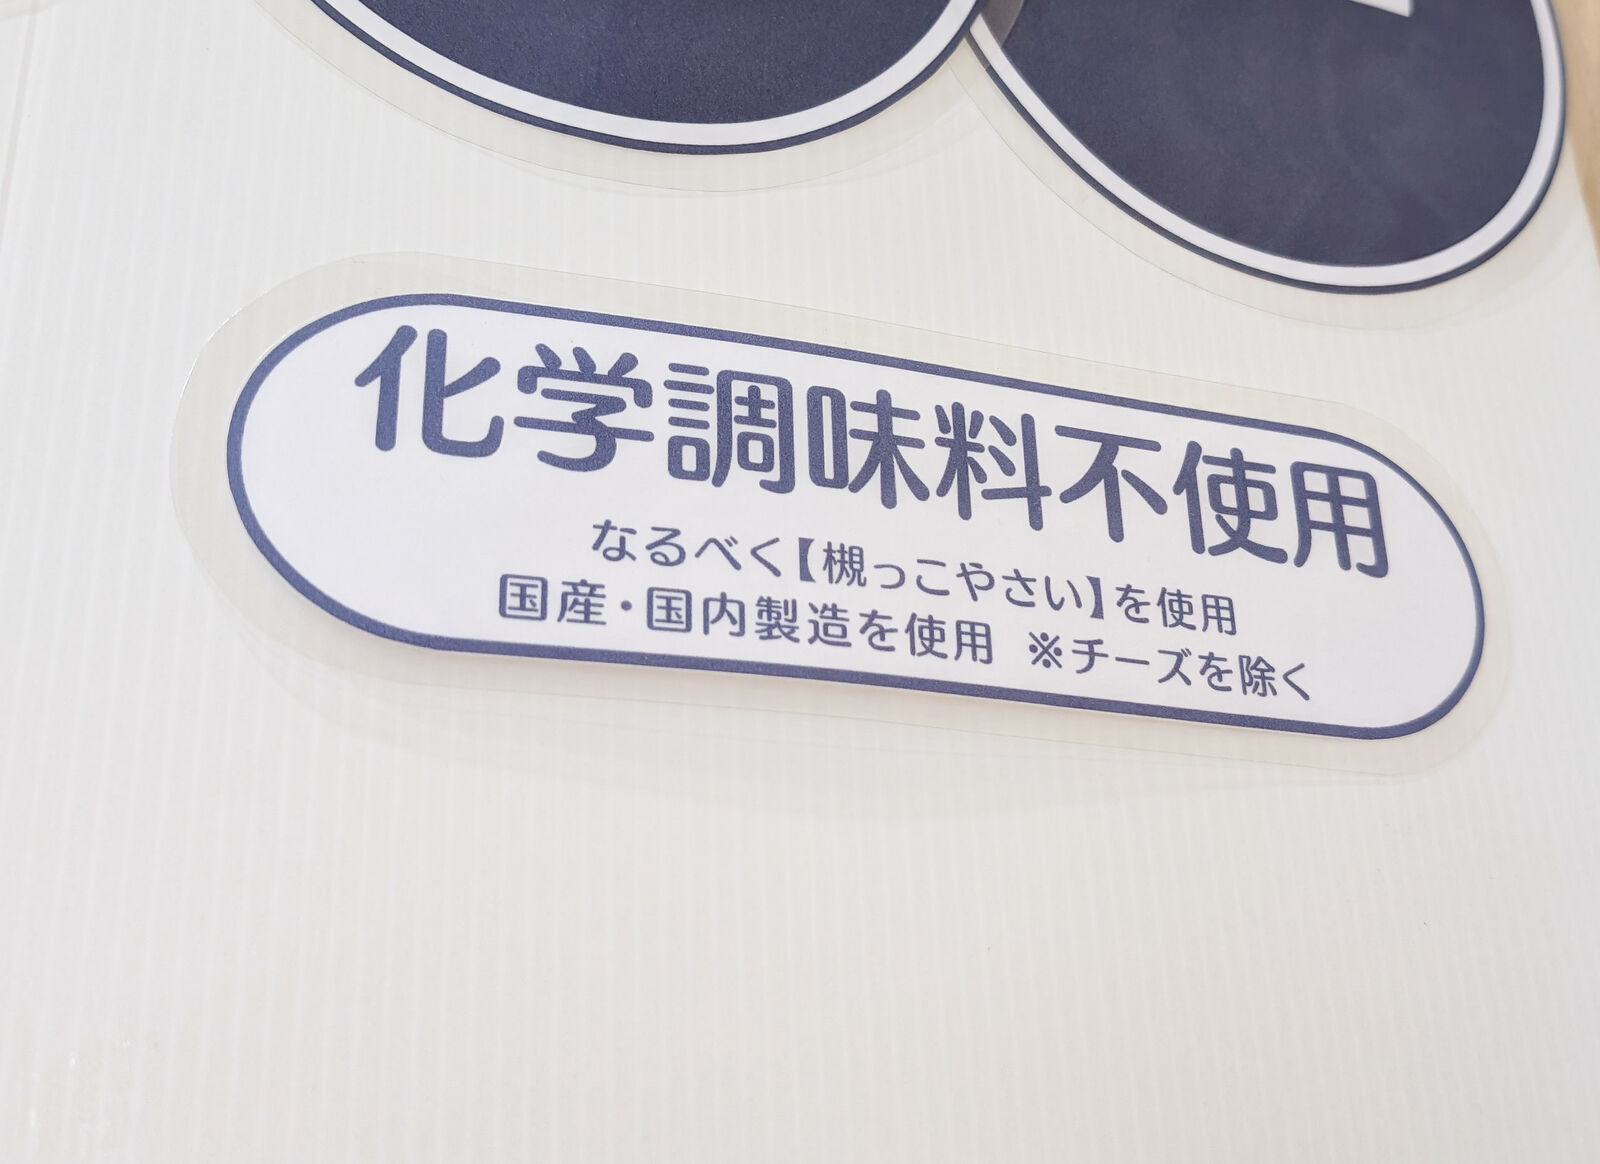 化学調味料不使用
なるべく【槻っこやさい】を使用
国産・国内製造を使用 ※チーズを除く